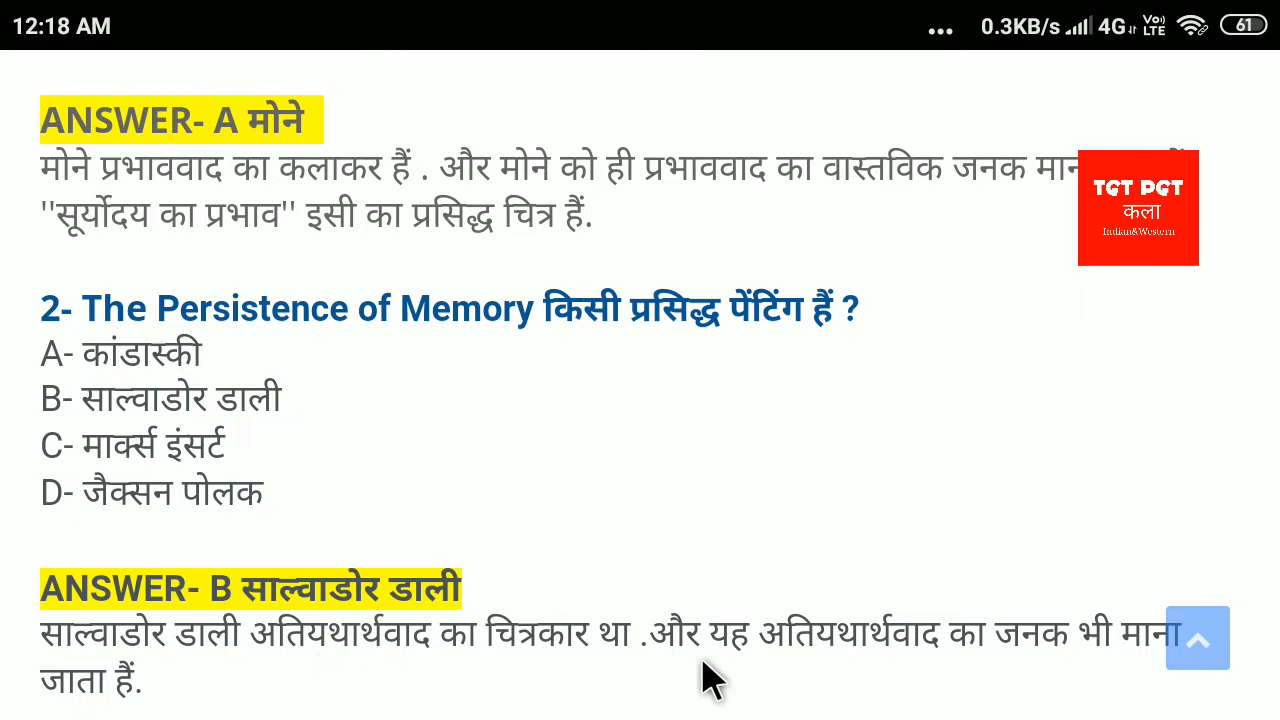 12:18 AM ... 0.3KB/s 4G VoLTE 61
ANSWER- A मोने
मोने प्रभाववाद का कलाकर हैं . और मोने को ही प्रभाववाद का वास्तविक जनक
TGT PGT
कला
Indian&Western
"सूर्योदय का प्रभाव" इसी का प्रसिद्ध चित्र हैं.
2- The Persistence of Memory किसी प्रसिद्ध पेंटिंग हैं ?
A- कांडास्की
B- साल्वाडोर डाली
C- मार्क्स इंसर्ट
D- जैक्सन पोलक
ANSWER- B साल्वाडोर डाली
साल्वाडोर डाली अतियथार्थवाद का चित्रकार था .और यह अतियथार्थवाद का जनक भी माना
जाता हैं.